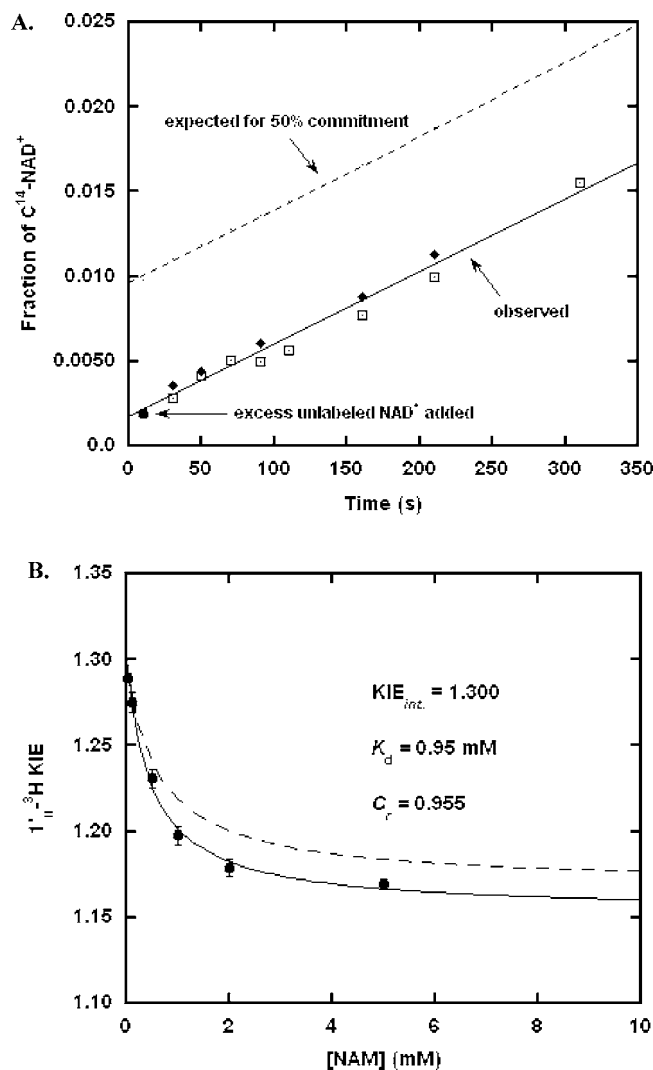 A.
0.025
0.020
0.015
0.010
0.0050
0.0
Fraction of C¹⁴-NAD⁺
expected for 50% commitment
observed
excess unlabeled NAD⁺ added
0 50 100 150 200 250 300 350
Time (s)
B.
1.35
1.30
1.25
1.20
1.15
1.10
1'ₙ-³H KIE
KIEint. = 1.300
Kd = 0.95 mM
Cr = 0.955
0 2 4 6 8 10
[NAM] (mM)